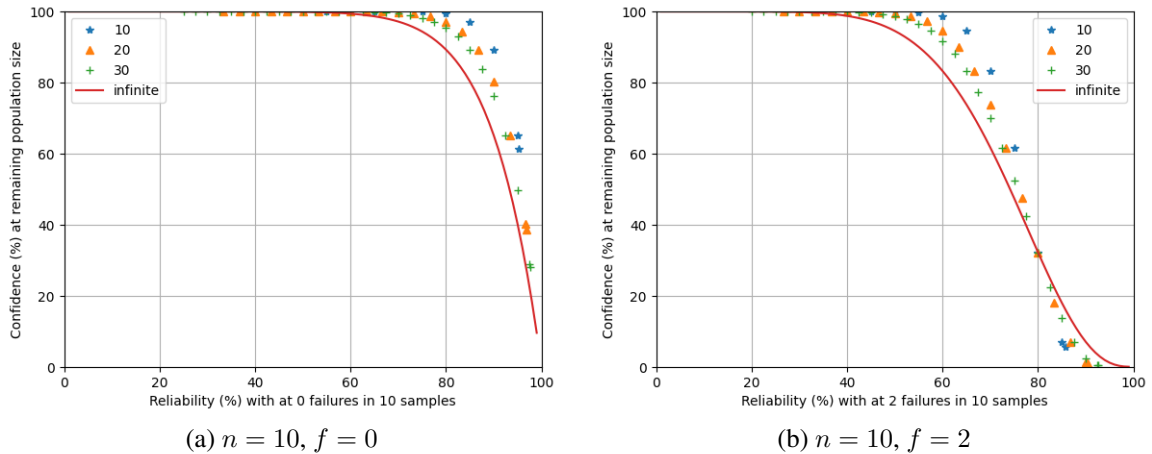 100
80
60
40
20
0
Confidence (%) at remaining population size
10
20
30
infinite
0 20 40 60 80 100
Reliability (%) with at 0 failures in 10 samples
(a) n = 10, f = 0
100
80
60
40
20
0
Confidence (%) at remaining population size
10
20
30
infinite
0 20 40 60 80 100
Reliability (%) with at 2 failures in 10 samples
(b) n = 10, f = 2